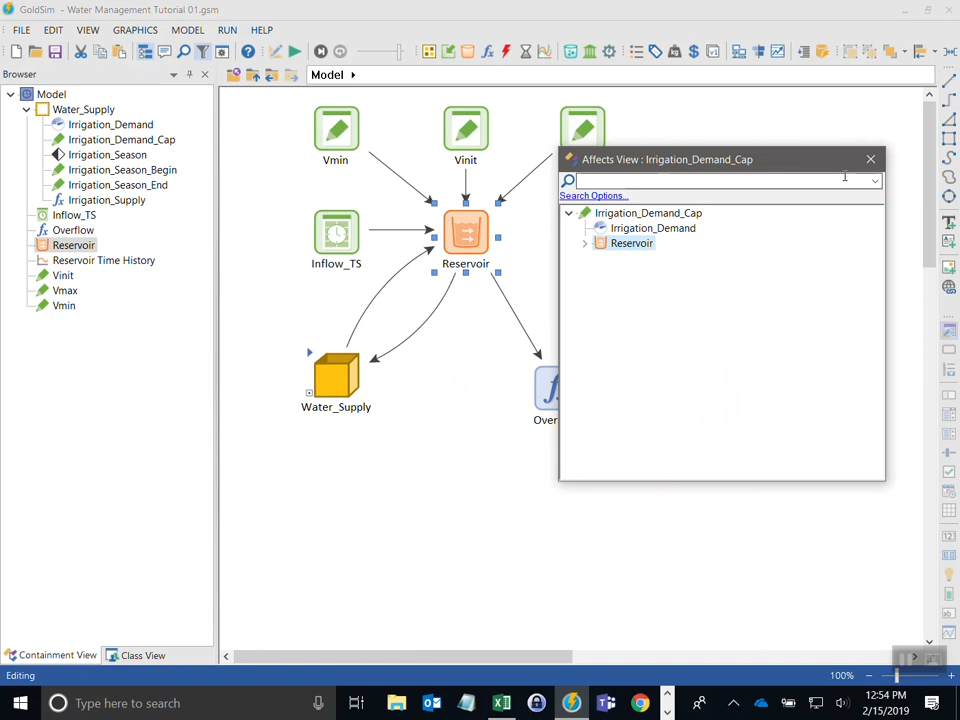 GoldSim - Water Management Tutorial 01.gsm
FILE EDIT VIEW GRAPHICS MODEL RUN HELP
Browser
Model
Model
Water_Supply
Irrigation_Demand
Irrigation_Demand_Cap
Irrigation_Season
Irrigation_Season_Begin
Irrigation_Season_End
Irrigation_Supply
Inflow_TS
Overflow
Reservoir
Reservoir Time History
Vinit
Vmax
Vmin
Vmin
Vinit
Inflow_TS
Reservoir
Water_Supply
Over
Affects View : Irrigation_Demand_Cap
Search Options...
Irrigation_Demand_Cap
Irrigation_Demand
Reservoir
Containment View Class View
Editing
100%
Type here to search
12:54 PM
2/15/2019